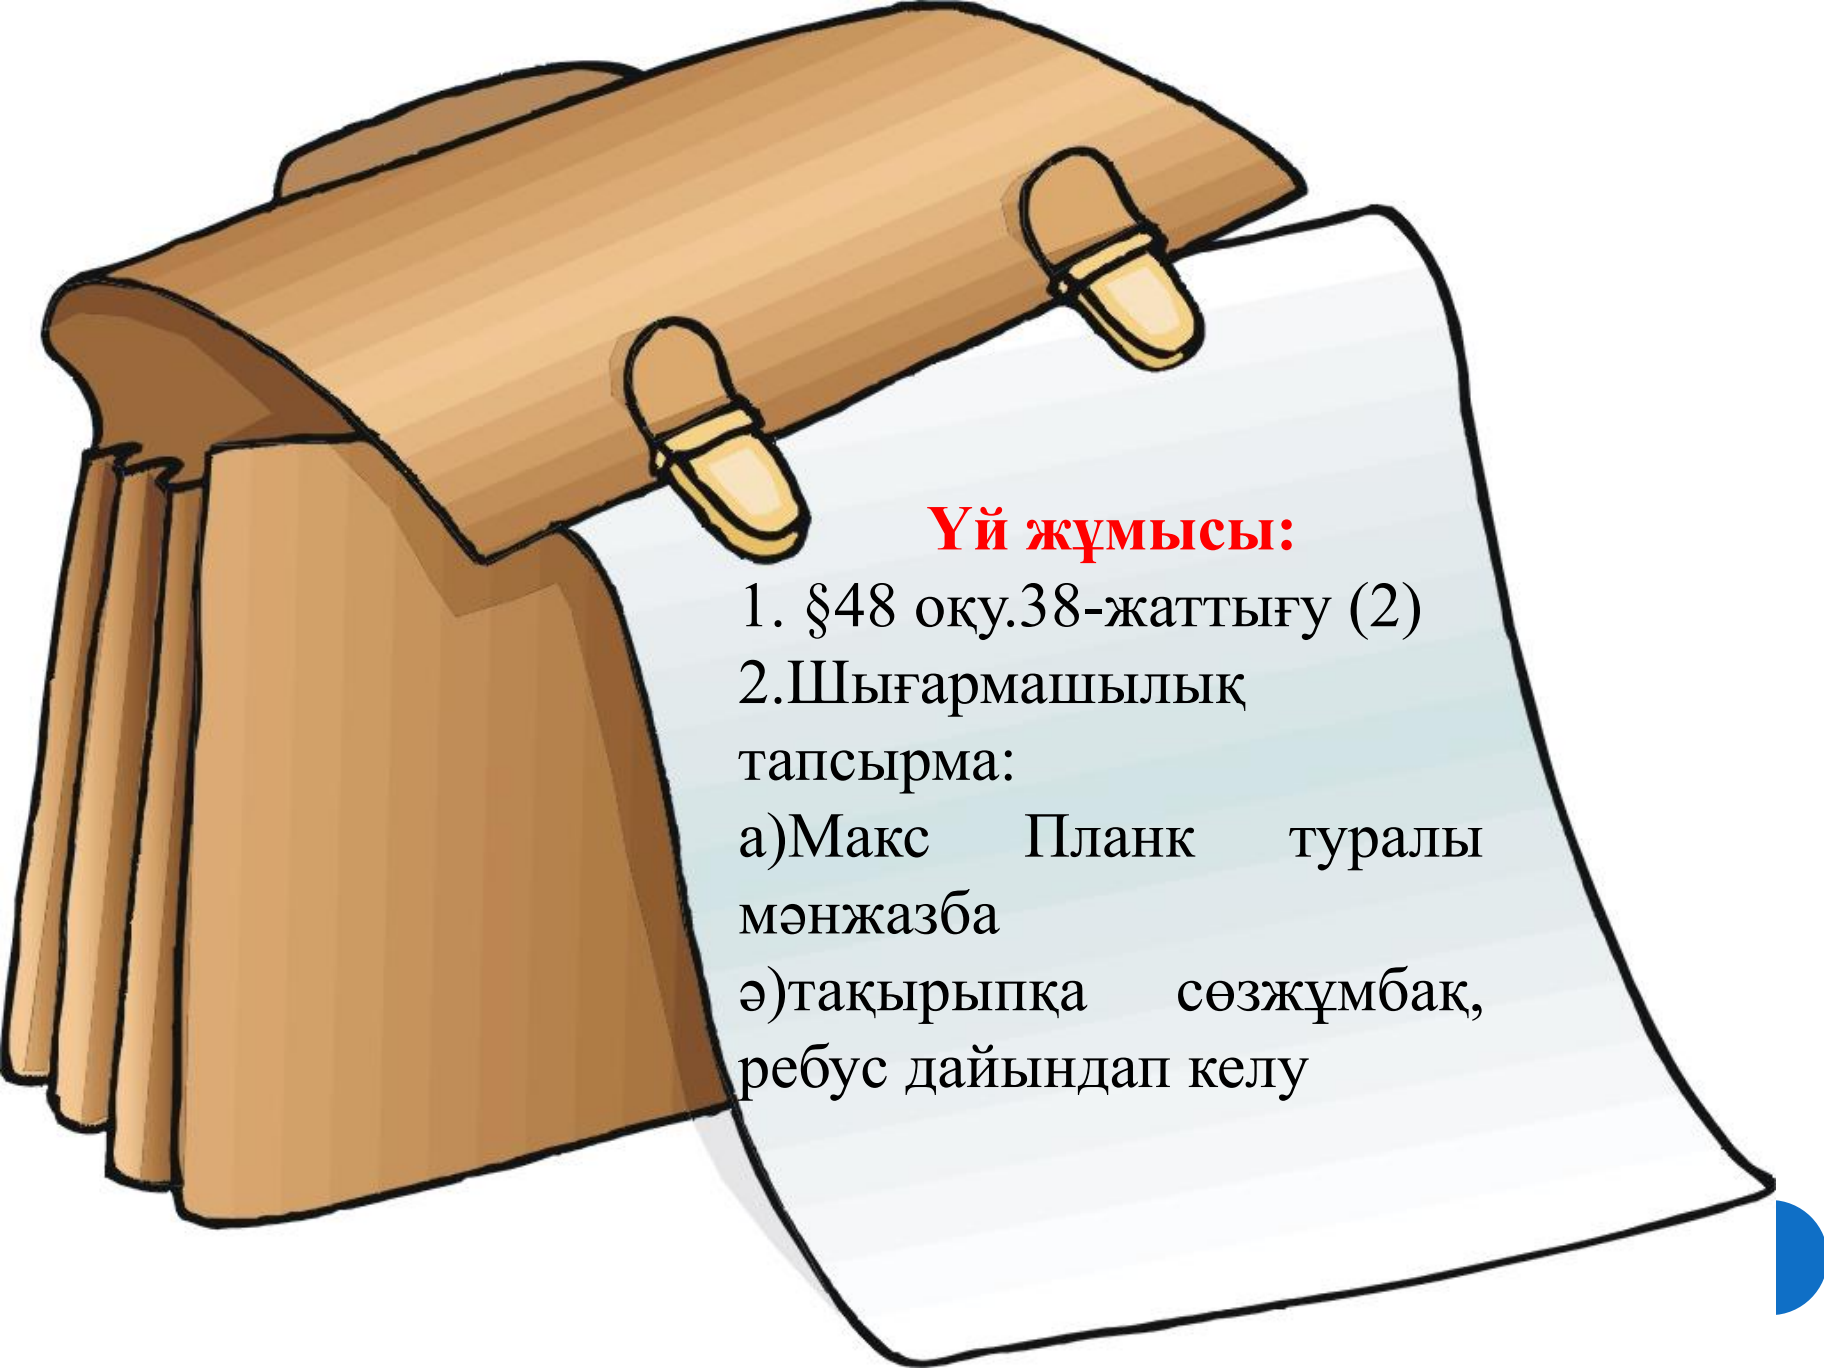 Үй жұмысы:
1. §48 оқу.38-жаттығу (2)
2.Шығармашылық
тапсырма:
а)Макс Планк туралы
мәнжазба
ә)тақырыпқа сөзжұмбақ,
ребус дайындап келу